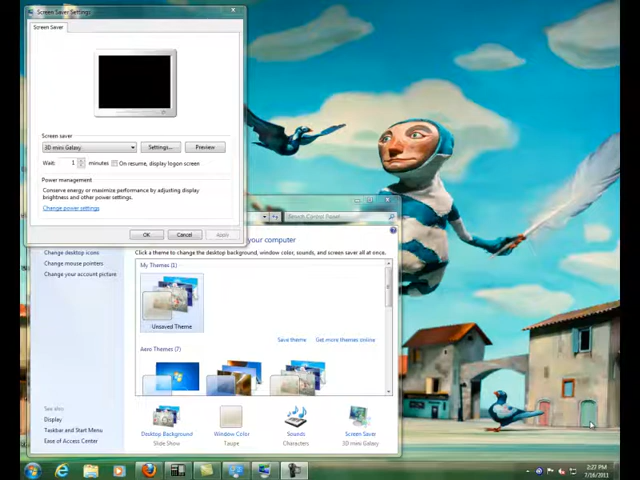 Screen Saver Settings
Screen Saver
Screen saver
3D mini Galaxy
Settings...
Preview
Wait:
1
minutes
On resume, display logon screen
Power management
Conserve energy or maximize performance by adjusting display
brightness and other power settings.
Change power settings
OK
Cancel
Apply
Search Control Panel
your computer
Change desktop icons
Change mouse pointers
Change your account picture
Click a theme to change the desktop background, window color, sounds, and screen saver all at once.
My Themes (1)
Unsaved Theme
Save theme
Get more themes online
Aero Themes (7)
See also
Display
Taskbar and Start Menu
Ease of Access Center
Desktop Background
Slide Show
Window Color
Taupe
Sounds
Characters
Screen Saver
3D mini Galaxy
2:27 PM
7/16/2011